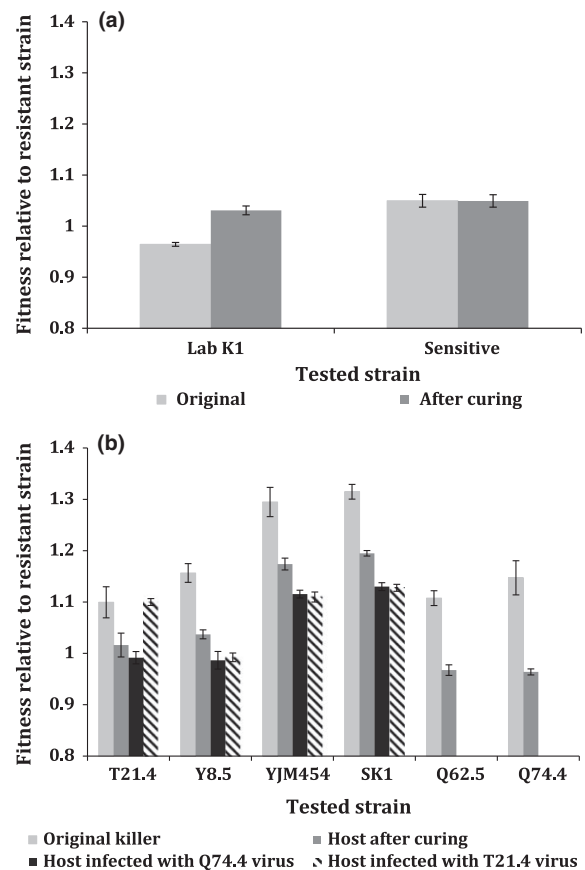 (a)
Fitness relative to resistant strain
1.4
1.3
1.2
1.1
1
0.9
0.8
Lab K1 Sensitive
Tested strain
Original After curing
(b)
Fitness relative to resistant strain
1.4
1.3
1.2
1.1
1
0.9
0.8
T21.4 Y8.5 YJM454 SK1 Q62.5 Q74.4
Tested strain
Original killer Host after curing
Host infected with Q74.4 virus Host infected with T21.4 virus